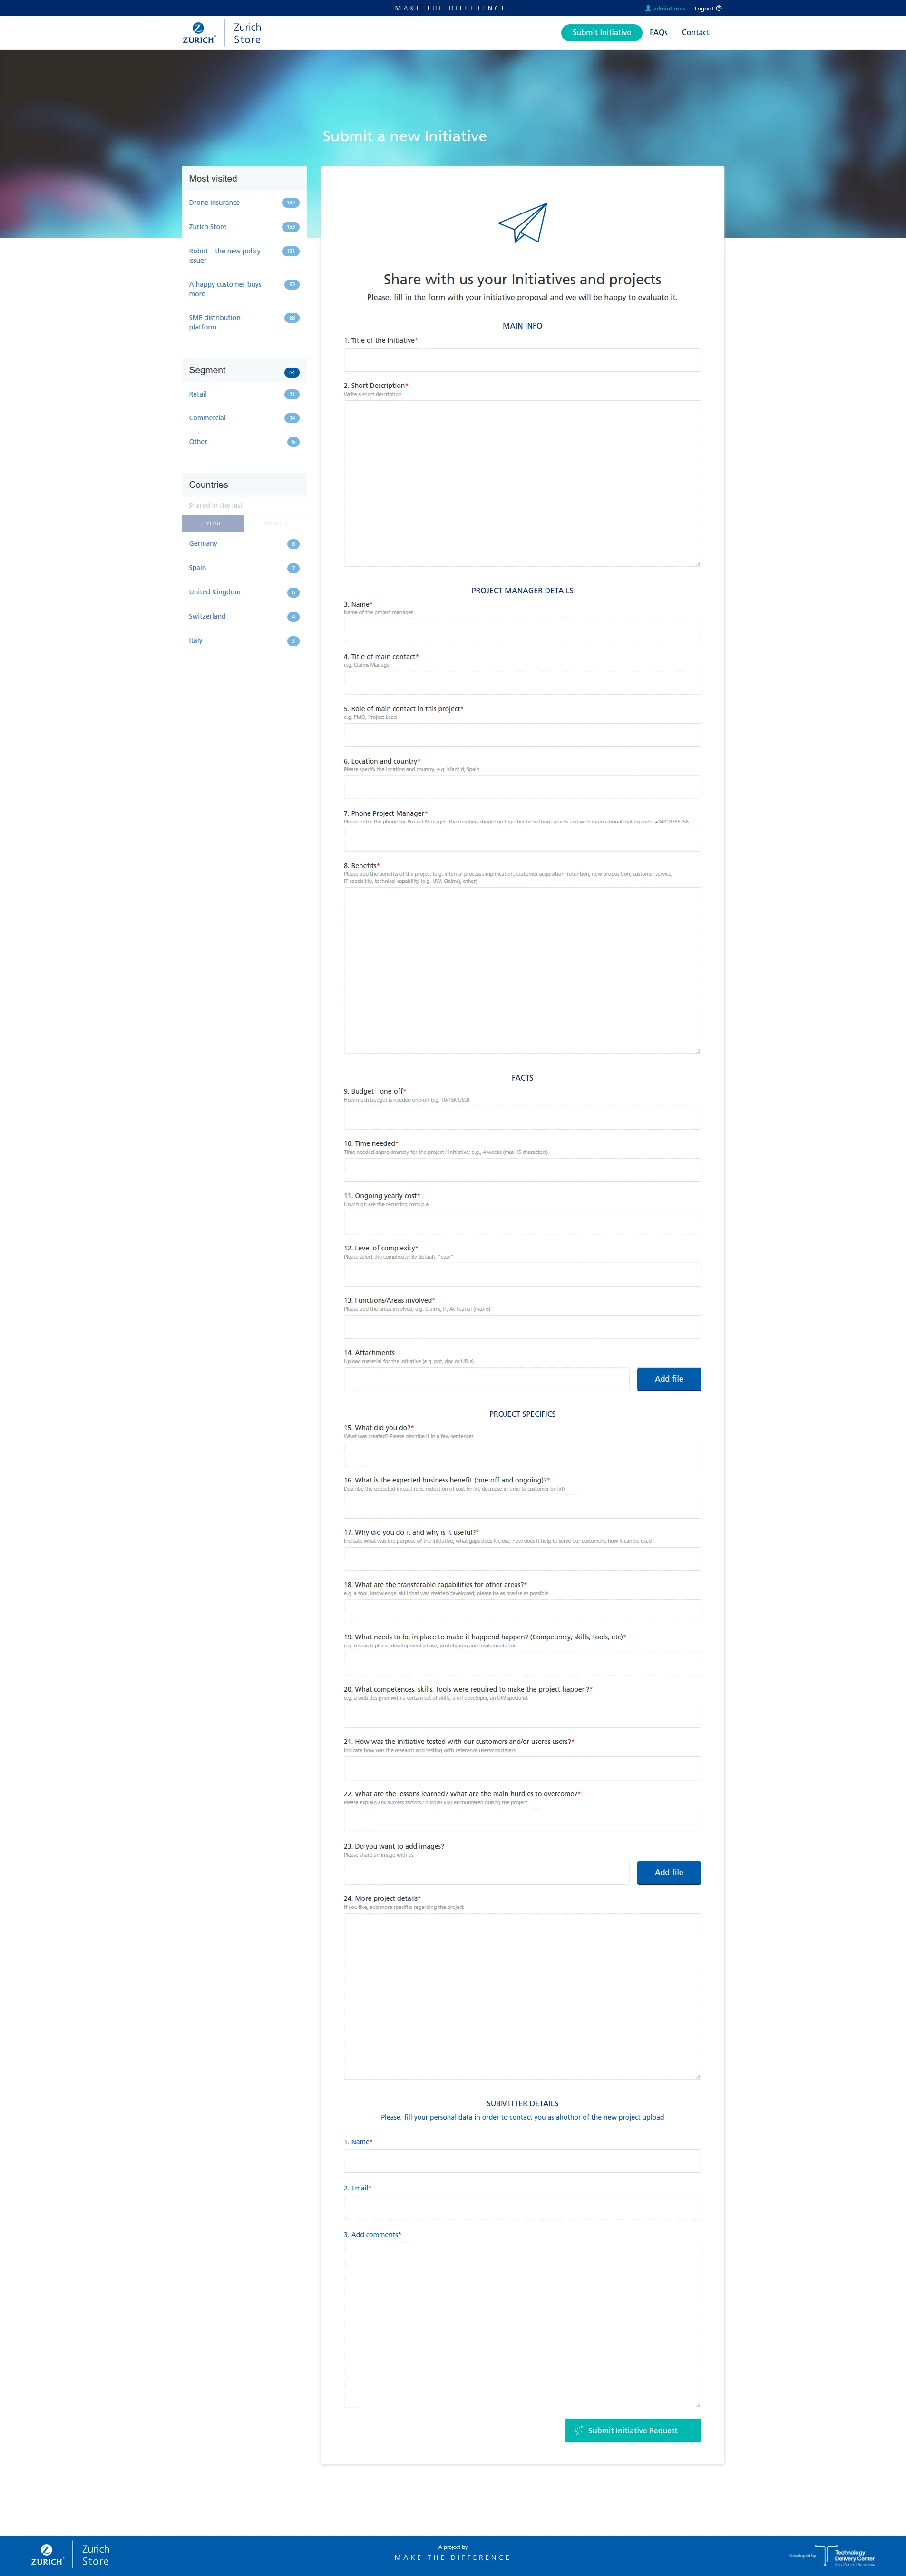 MAKE THE DIFFERENCE
adminCorus
Logout
ZURICH
Zurich
Store
Submit Initiative
FAQs
Contact
Submit a new Initiative
Most visited
Drone insurance 182
Zurich Store 153
Robot – the new policy
issuer
131
A happy customer buys
more
93
SME distribution
platform
88
Segment 54
Retail 31
Commercial 14
Other 6
Countries
Shared in the last
YEAR
MONTH
Germany 8
Spain 7
United Kingdom 6
Switzerland 4
Italy 3
Share with us your Initiatives and projects
Please, fill in the form with your initiative proposal and we will be happy to evaluate it.
MAIN INFO
1. Title of the Initiative*
2. Short Description*
Write a short description
PROJECT MANAGER DETAILS
3. Name*
Name of the project manager
4. Title of main contact*
e.g. Claims Manager
5. Role of main contact in this project*
e.g. PMO, Project Lead
6. Location and country*
Please specify the location and country, e.g. Madrid, Spain.
7. Phone Project Manager*
Please enter the phone for Project Manager. The numbers should go together be without spaces and with international dialing code: +34918786756
8. Benefits*
Please add the benefits of the project (e.g. internal process simplification, customer acquisition, retention, new proposition, customer service,
IT capability, technical capability (e.g. UW, Claims), other)
FACTS
9. Budget - one-off*
How much budget is needed one-off (eg. 10-15k USD)
10. Time needed*
Time needed approximately for the project / initiative: e.g., 4 weeks (max 15 characters)
11. Ongoing yearly cost*
How high are the recurring costs p.a.
12. Level of complexity*
Please select the complexity. By default: "easy"
13. Functions/Areas involved*
Please add the areas involved, e.g. Claims, IT, Ac tuarial (max 6)
14. Attachments
Upload material for the initiative (e.g. ppt, doc or URLs)
Add file
PROJECT SPECIFICS
15. What did you do?*
What was created? Please describe it in a few sentences
16. What is the expected business benefit (one-off and ongoing)?*
Describe the expected impact (e.g. reduction of cost by [x], decrease in time to customer by [x])
17. Why did you do it and why is it useful?*
Indicate what was the purpose of the initiative, what gaps does it close, how does it help to serve our customers, how it can be used
18. What are the transferable capabilities for other areas?*
e.g. a tool, knowledge, skill that was created/developed; please be as precise as possible
19. What needs to be in place to make it happend happen? (Competency, skills, tools, etc)*
e.g. research phase, development phase, prototyping and implementation
20. What competences, skills, tools were required to make the project happen?*
e.g. a web designer with a certain set of skills, a url developer, an UW specialist
21. How was the initiative tested with our customers and/or useres users?*
Indicate how was the research and testing with reference users/cosutmers
22. What are the lessons learned? What are the main hurdles to overcome?*
Please explain any success factors / hurdles you encountered during the project
23. Do you want to add images?
Please share an image with us
Add file
24. More project details*
If you like, add more specifics regarding the project
SUBMITTER DETAILS
Please, fill your personal data in order to contact you as ahothor of the new project upload
1. Name*
2. Email*
3. Add comments*
Submit Initiative Request
ZURICH
Zurich
Store
A project by
MAKE THE DIFFERENCE
Developed by
Technology
Delivery Center